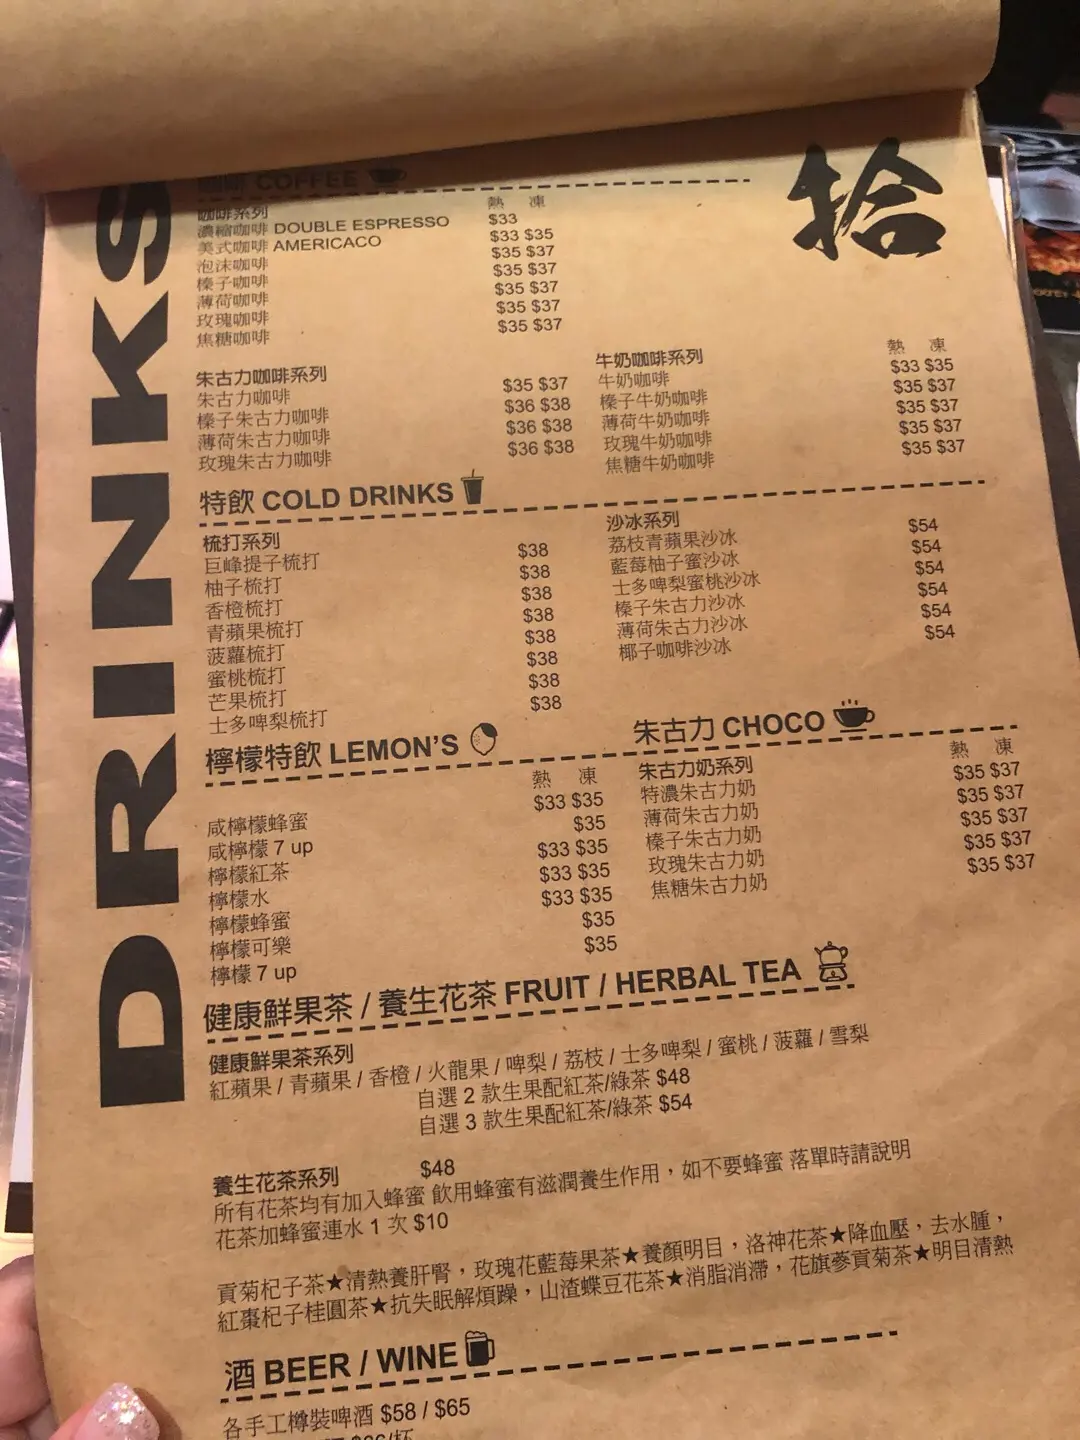 DRINKS
拾
咖啡 COFFEE
咖啡系列 熱 凍
濃縮咖啡 DOUBLE ESPRESSO $33
美式咖啡 AMERICACO $33 $35
泡沫咖啡 $35 $37
榛子咖啡 $35 $37
薄荷咖啡 $35 $37
玫瑰咖啡 $35 $37
焦糖咖啡 $35 $37
朱古力咖啡系列
朱古力咖啡 $35 $37
榛子朱古力咖啡 $36 $38
薄荷朱古力咖啡 $36 $38
玫瑰朱古力咖啡 $36 $38
牛奶咖啡系列 熱 凍
牛奶咖啡 $33 $35
榛子牛奶咖啡 $35 $37
薄荷牛奶咖啡 $35 $37
玫瑰牛奶咖啡 $35 $37
焦糖牛奶咖啡 $35 $37
特飲 COLD DRINKS
梳打系列
巨峰提子梳打 $38
柚子梳打 $38
香橙梳打 $38
青蘋果梳打 $38
菠蘿梳打 $38
蜜桃梳打 $38
芒果梳打 $38
士多啤梨梳打 $38
沙冰系列
荔枝青蘋果沙冰 $54
藍莓柚子蜜沙冰 $54
士多啤梨蜜桃沙冰 $54
榛子朱古力沙冰 $54
薄荷朱古力沙冰 $54
椰子咖啡沙冰 $54
檸檬特飲 LEMON'S
熱 凍
咸檸檬蜂蜜 $33 $35
咸檸檬 7 up $35
檸檬紅茶 $33 $35
檸檬水 $33 $35
檸檬蜂蜜 $33 $35
檸檬可樂 $35
檸檬 7 up $35
朱古力 CHOCO
朱古力奶系列 熱 凍
特濃朱古力奶 $35 $37
薄荷朱古力奶 $35 $37
榛子朱古力奶 $35 $37
玫瑰朱古力奶 $35 $37
焦糖朱古力奶 $35 $37
健康鮮果茶 / 養生花茶 FRUIT / HERBAL TEA
健康鮮果茶系列
紅蘋果 / 青蘋果 / 香橙 / 火龍果 / 啤梨 / 荔枝 / 士多啤梨 / 蜜桃 / 菠蘿 / 雪梨
自選 2 款生果配紅茶/綠茶 $48
自選 3 款生果配紅茶/綠茶 $54
養生花茶系列 $48
所有花茶均有加入蜂蜜 飲用蜂蜜有滋潤養生作用，如不要蜂蜜 落單時請說明
花茶加蜂蜜連水 1 次 $10
貢菊杞子茶★清熱養肝腎，玫瑰花藍莓果茶★養顏明目，洛神花茶★降血壓，去水腫，
紅棗杞子桂圓茶★抗失眠解煩躁，山渣蝶豆花茶★消脂消滯，花旗蔘貢菊茶★明目清熱
酒 BEER / WINE
各手工樽裝啤酒 $58 / $65